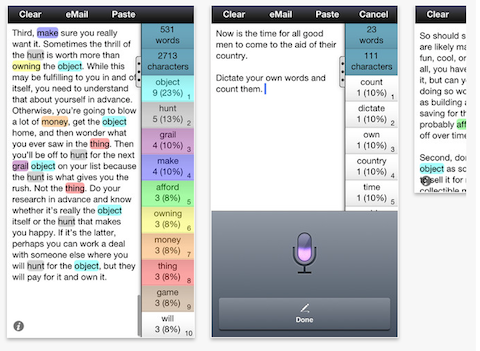 Clear eMail Paste
Third, make sure you really
want it. Sometimes the thrill of
the hunt is worth more than
owning the object. While this
may be fulfilling to you in and of
itself, you need to understand
that about yourself in advance.
Otherwise, you're going to blow
a lot of money, get the object
home, and then wonder what
you ever saw in the thing. Then
you'll be off to hunt for the next
grail object on your list because
the hunt is what gives you the
rush. Not the thing. Do your
research in advance and know
whether it's really the object
itself or the hunt that makes
you happy. If it's the latter,
perhaps you can work a deal
with someone else where you
will hunt for the object, but they
will pay for it and own it.
531
words
2713
characters
object
9 (23%) 1
hunt
5 (13%) 2
grail
4 (10%) 3
make
4 (10%) 4
afford
3 (8%) 5
owning
3 (8%) 6
money
3 (8%) 7
thing
3 (8%) 8
game
3 (8%) 9
will
3 (8%) 10
Clear eMail Paste Cancel
Now is the time for all good
men to come to the aid of their
country.
Dictate your own words and
count them.
23
words
111
characters
count
1 (10%) 1
dictate
1 (10%) 2
own
1 (10%) 3
country
1 (10%) 4
time
1 (10%) 5
Done
Clear
So should s
are likely ma
fun, cool, or
all, you have
it, but can y
doing so wo
as building a
saving for th
probably aff
off over time
Second, don
object as so
to sell it for
collectible m